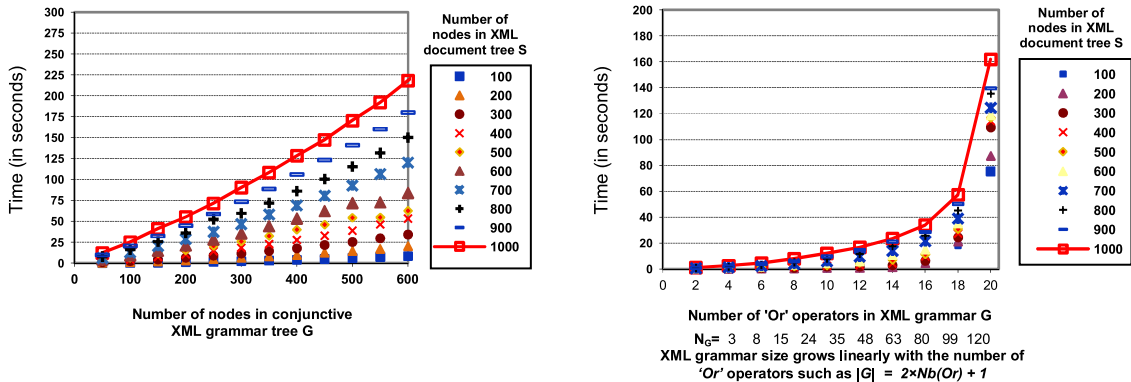 300
275
250
225
200
175
150
125
100
75
50
25
0
Time (in seconds)
0 100 200 300 400 500 600
Number of nodes in conjunctive
XML grammar tree G
Number of
nodes in XML
document tree S
100
200
300
400
500
600
700
800
900
1000
200
180
160
140
120
100
80
60
40
20
0
Time (in seconds)
0 2 4 6 8 10 12 14 16 18 20
Number of 'Or' operators in XML grammar G
NG= 3 8 15 24 35 48 63 80 99 120
XML grammar size grows linearly with the number of
‘Or’ operators such as |G| = 2×Nb(Or) + 1
Number of
nodes in XML
document tree S
100
200
300
400
500
600
700
800
900
1000